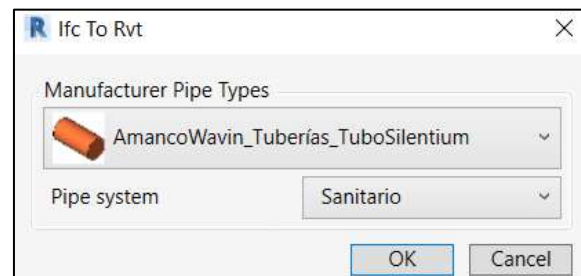 R Ifc To Rvt
Manufacturer Pipe Types
AmancoWavin_Tuberías_TuboSilentium
Pipe system Sanitario
OK Cancel